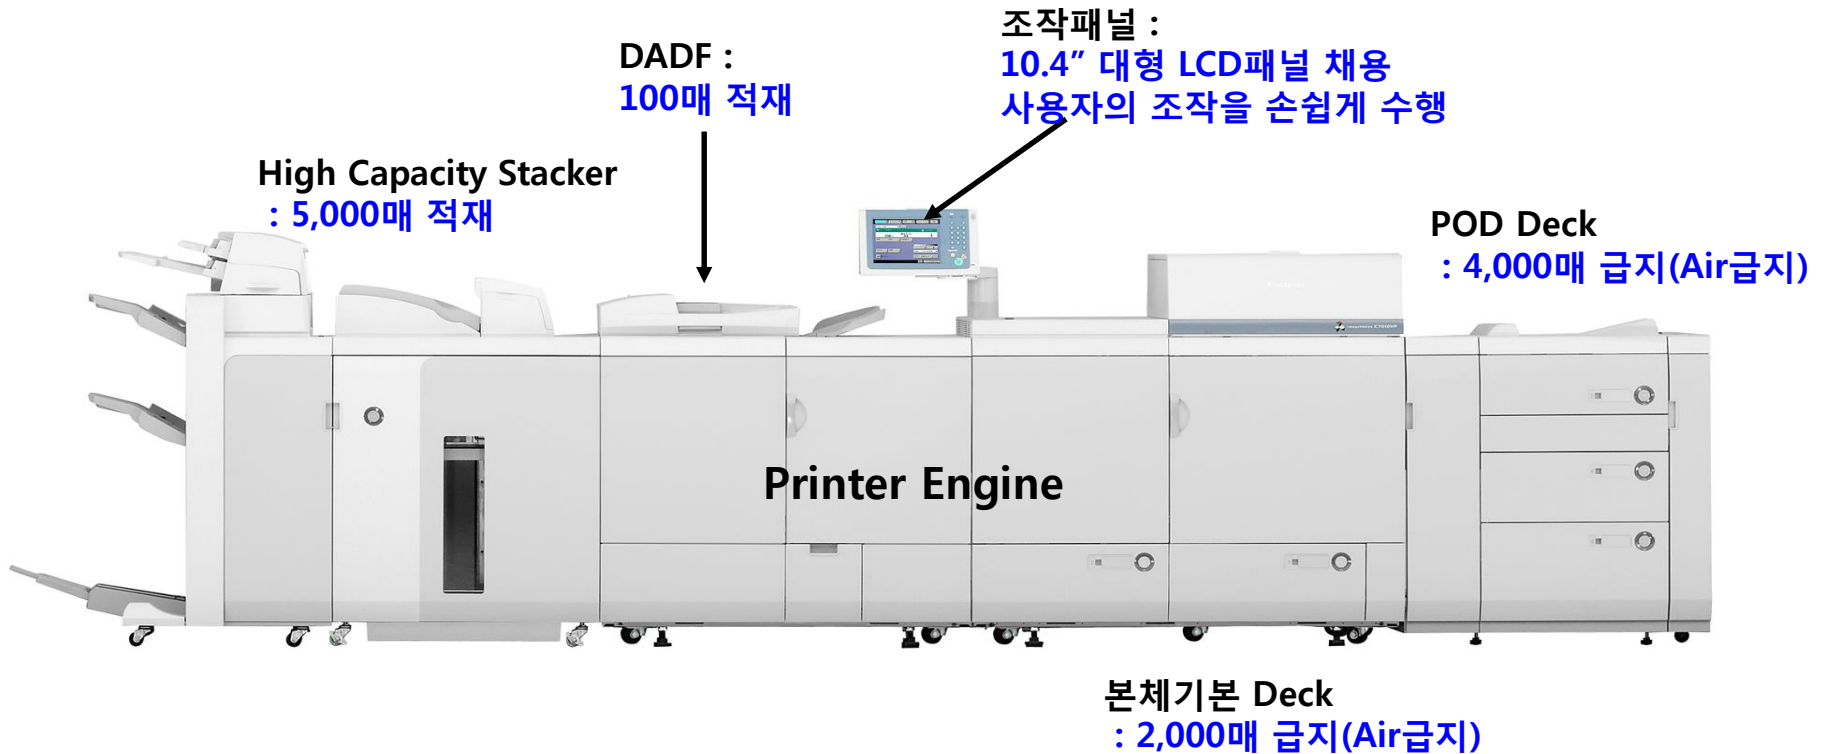 조작패널 :
10.4” 대형 LCD패널 채용
사용자의 조작을 손쉽게 수행
DADF :
100매 적재
High Capacity Stacker
: 5,000매 적재
POD Deck
: 4,000매 급지(Air급지)
Printer Engine
본체기본 Deck
: 2,000매 급지(Air급지)